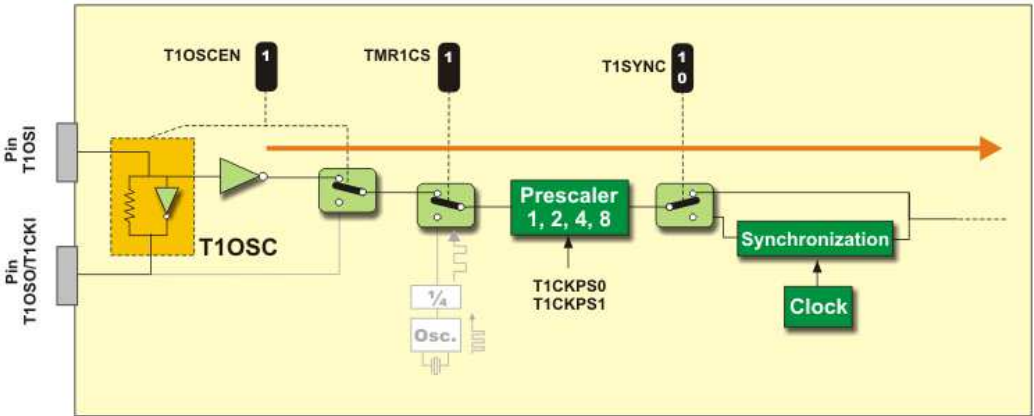 T1OSCEN
1
TMR1CS
1
T1SYNC
1
0
Pin
T1OSI
T1OSC
Pin
T1OSO/T1CKI
Prescaler
1, 2, 4, 8
Synchronization
T1CKPS0
T1CKPS1
Clock
1/4
Osc.